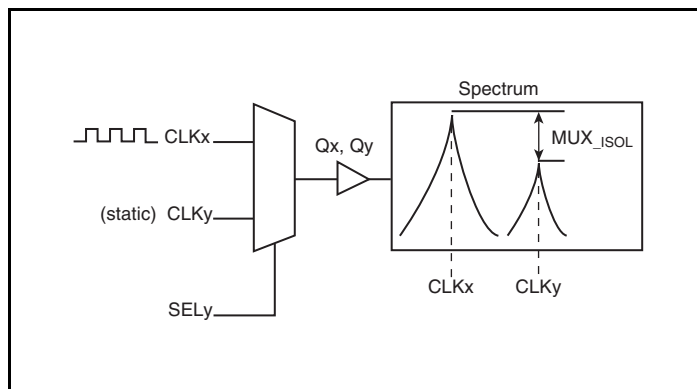 Spectrum
CLKx
Qx, Qy
MUX_ISOL
(static) CLKy
CLKx
CLKy
SELy